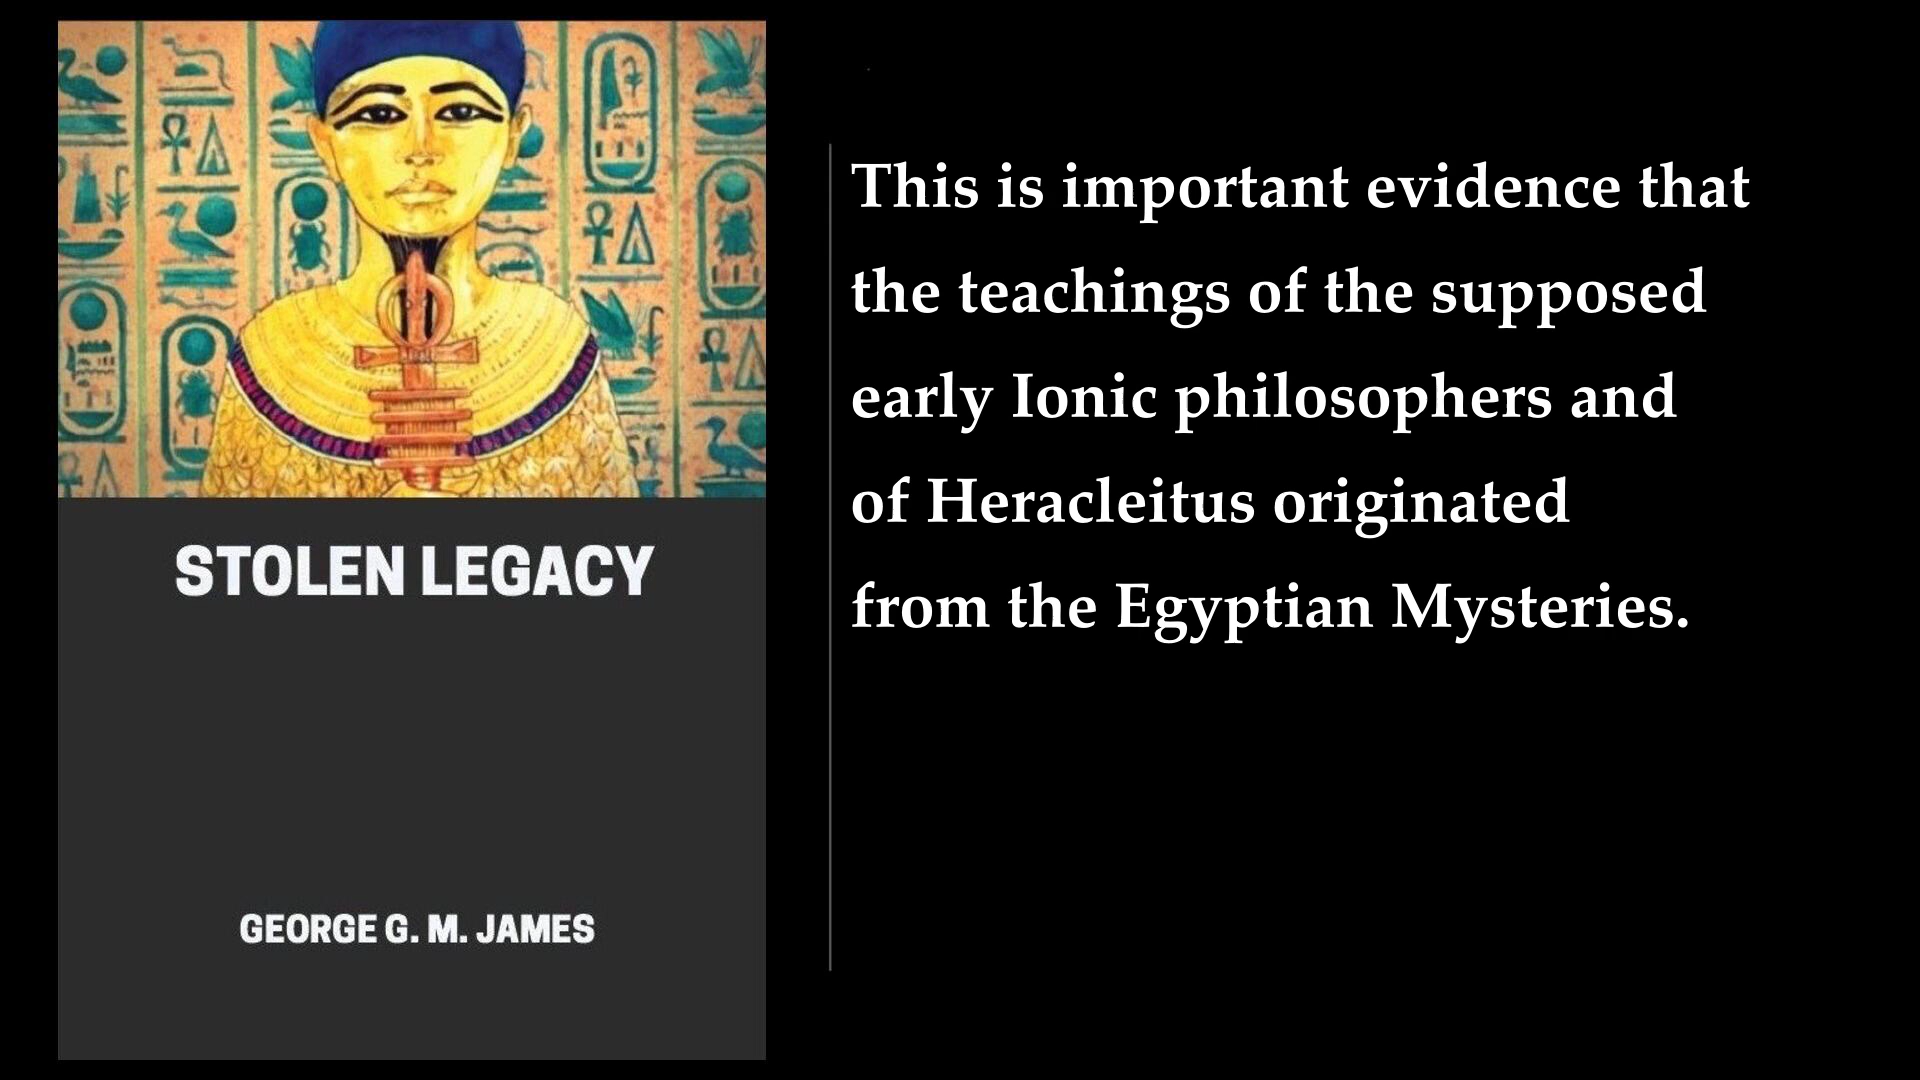 STOLEN LEGACY
GEORGE G. M. JAMES
This is important evidence that
the teachings of the supposed
early Ionic philosophers and
of Heracleitus originated
from the Egyptian Mysteries.